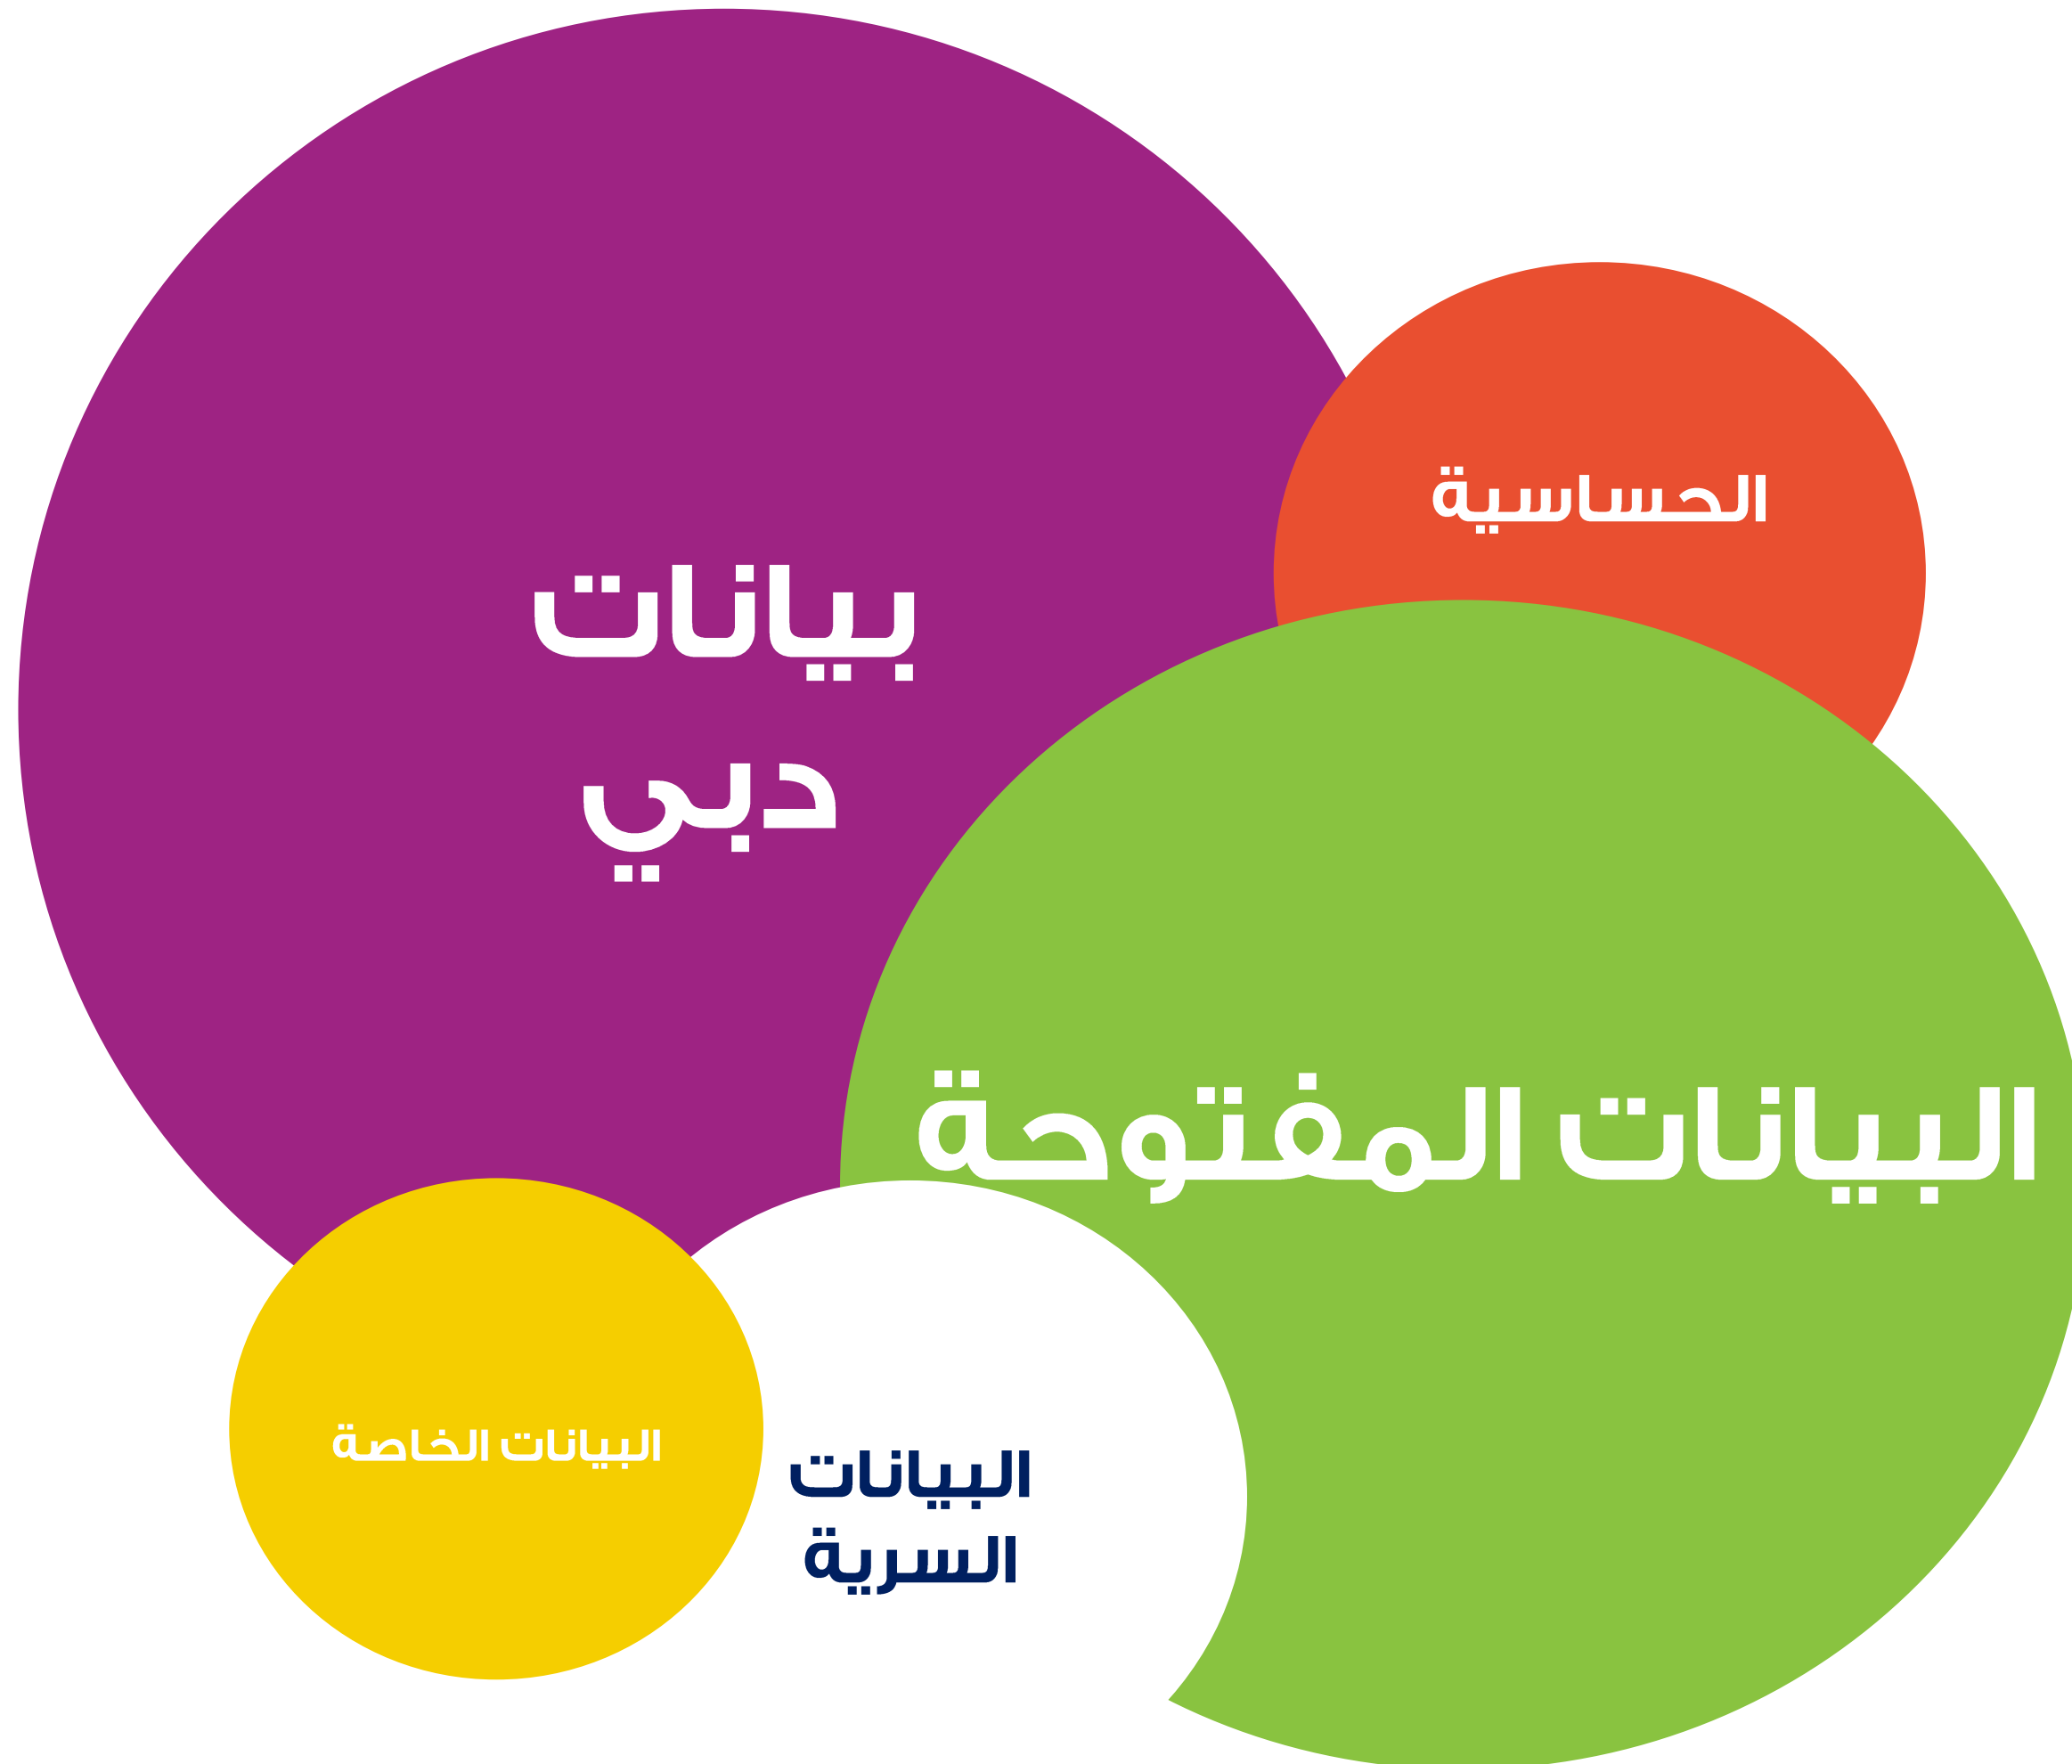 الحساسية
بيانات
دبي
البيانات المفتوحة
البيانات الخاصة
البيانات
السرية